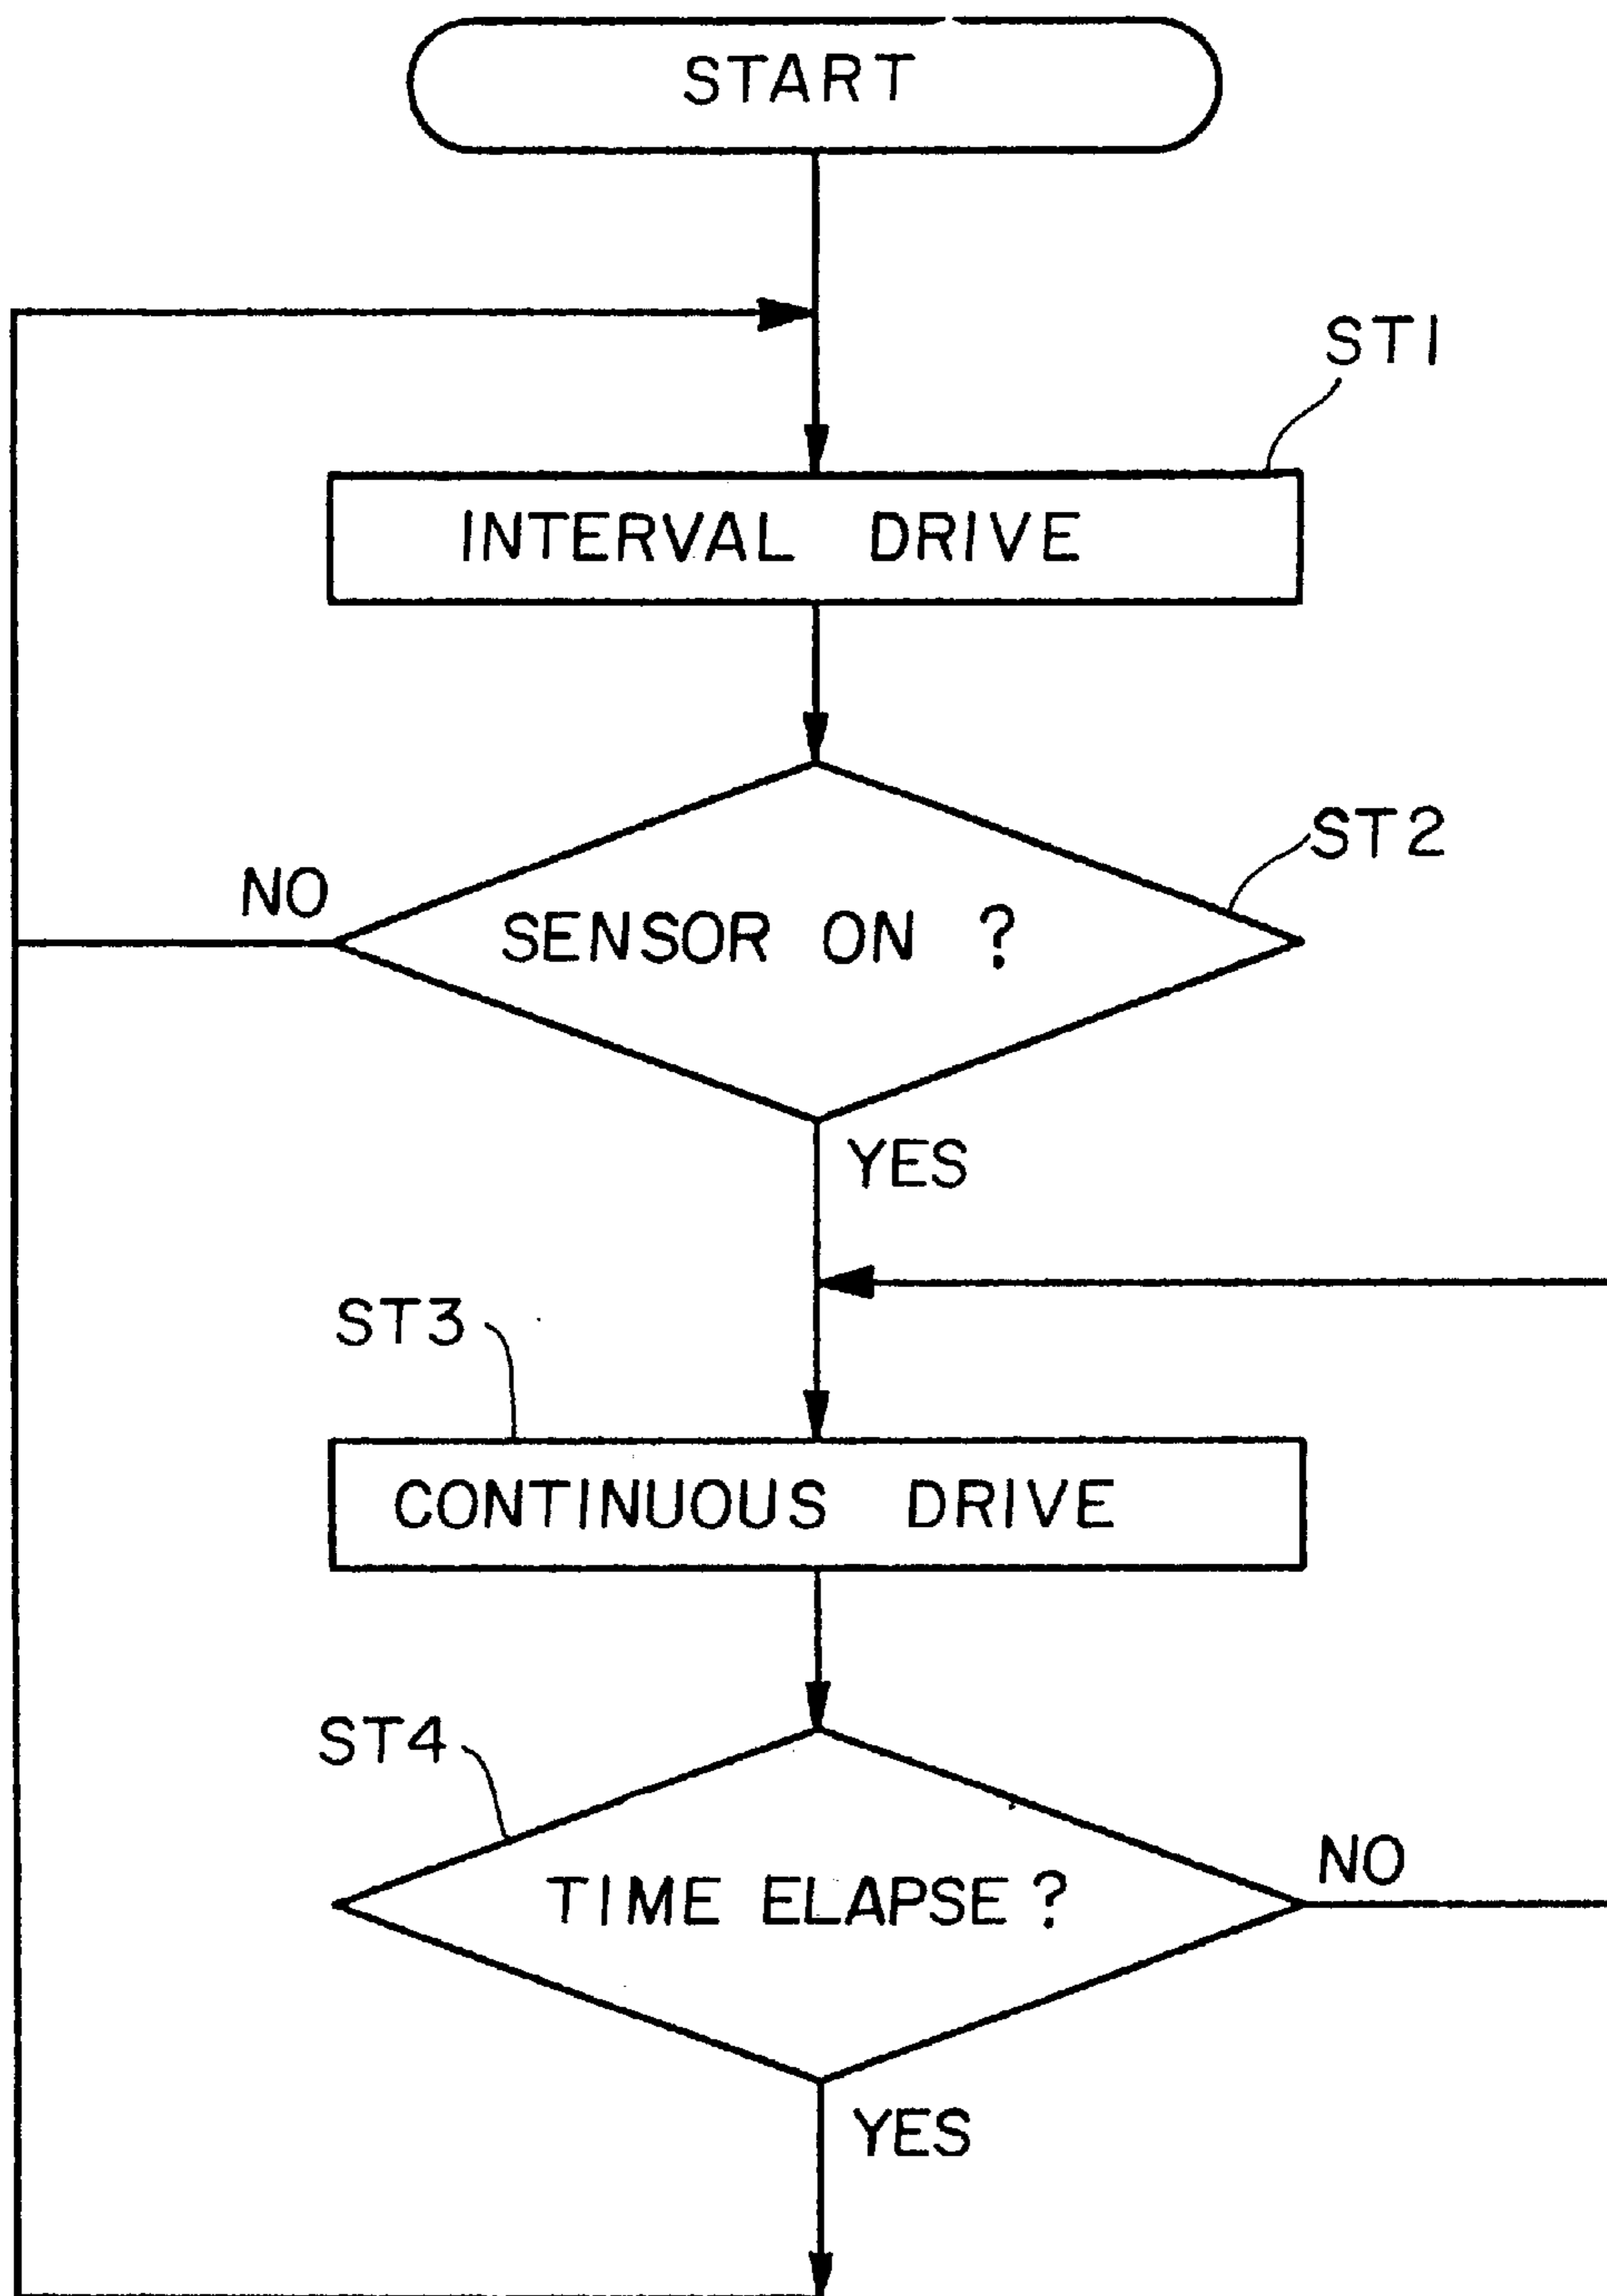 START
ST1
INTERVAL DRIVE
ST2
NO
SENSOR ON ?
YES
ST3
CONTINUOUS DRIVE
ST4
NO
TIME ELAPSE ?
YES